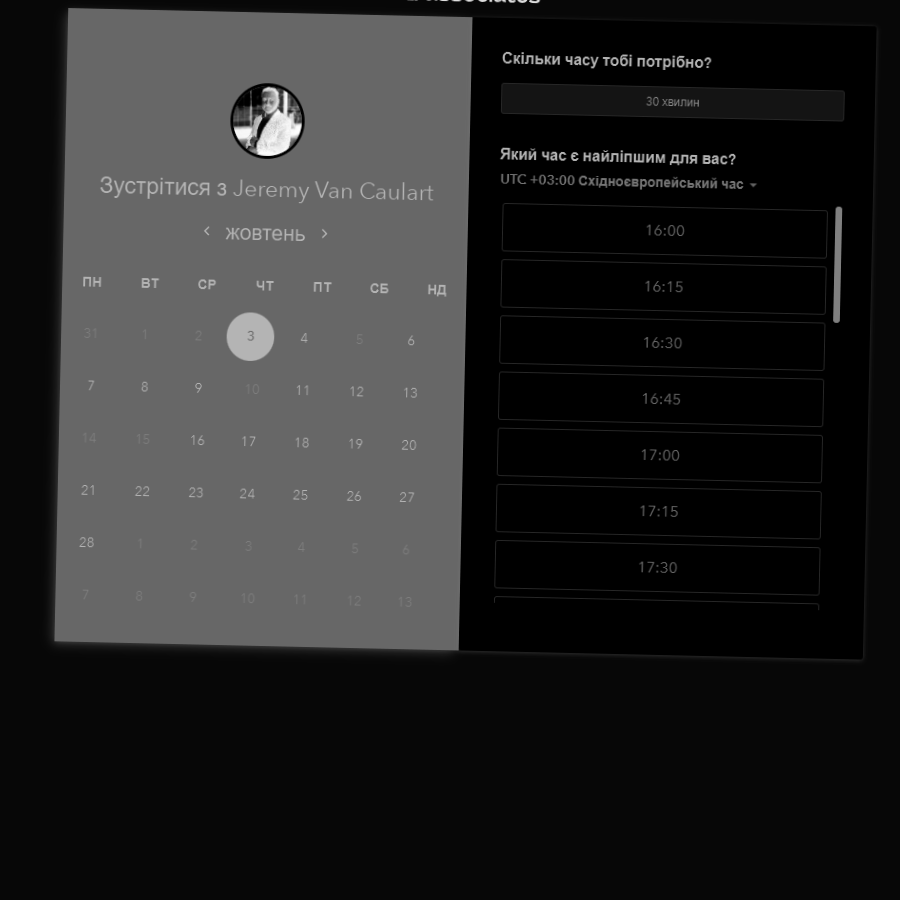 Зустрітися з Jeremy Van Caulart
жовтень
ПН ВТ СР ЧТ ПТ СБ НД
31 1 2 3 4 5 6
7 8 9 10 11 12 13
14 15 16 17 18 19 20
21 22 23 24 25 26 27
28 1 2 3 4 5 6
7 8 9 10 11 12 13
Скільки часу тобі потрібно?
30 хвилин
Який час є найліпшим для вас?
UTC +03:00 Східноєвропейський час
16:00
16:15
16:30
16:45
17:00
17:15
17:30